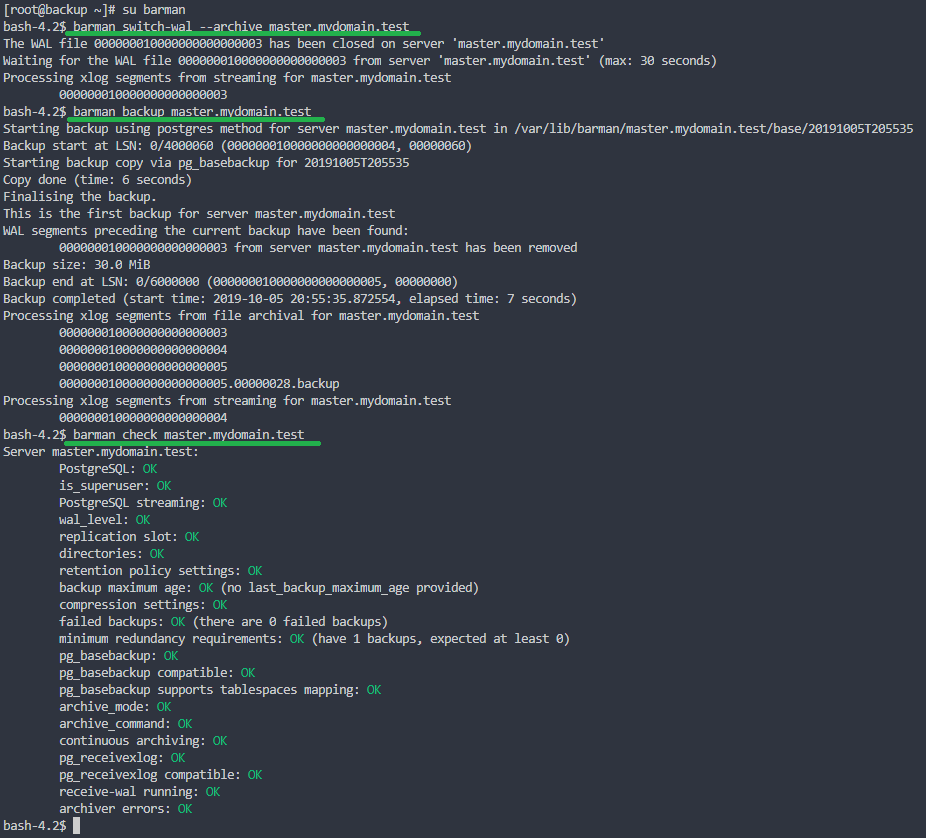 [root@backup ~]# su barman
bash-4.2$ barman switch-wal --archive master.mydomain.test
The WAL file 000000010000000000000003 has been closed on server 'master.mydomain.test'
Waiting for the WAL file 000000010000000000000003 from server 'master.mydomain.test' (max: 30 seconds)
Processing xlog segments from streaming for master.mydomain.test
000000010000000000000003
bash-4.2$ barman backup master.mydomain.test
Starting backup using postgres method for server master.mydomain.test in /var/lib/barman/master.mydomain.test/base/20191005T205535
Backup start at LSN: 0/4000060 (000000010000000000000004, 00000060)
Starting backup copy via pg_basebackup for 20191005T205535
Copy done (time: 6 seconds)
Finalising the backup.
This is the first backup for server master.mydomain.test
WAL segments preceding the current backup have been found:
000000010000000000000003 from server master.mydomain.test has been removed
Backup size: 30.0 MiB
Backup end at LSN: 0/6000000 (000000010000000000000005, 00000000)
Backup completed (start time: 2019-10-05 20:55:35.872554, elapsed time: 7 seconds)
Processing xlog segments from file archival for master.mydomain.test
000000010000000000000003
000000010000000000000004
000000010000000000000005
000000010000000000000005.00000028.backup
Processing xlog segments from streaming for master.mydomain.test
000000010000000000000004
bash-4.2$ barman check master.mydomain.test
Server master.mydomain.test:
PostgreSQL: OK
is_superuser: OK
PostgreSQL streaming: OK
wal_level: OK
replication slot: OK
directories: OK
retention policy settings: OK
backup maximum age: OK (no last_backup_maximum_age provided)
compression settings: OK
failed backups: OK (there are 0 failed backups)
minimum redundancy requirements: OK (have 1 backups, expected at least 0)
pg_basebackup: OK
pg_basebackup compatible: OK
pg_basebackup supports tablespaces mapping: OK
archive_mode: OK
archive_command: OK
continuous archiving: OK
pg_receivexlog: OK
pg_receivexlog compatible: OK
receive-wal running: OK
archiver errors: OK
bash-4.2$